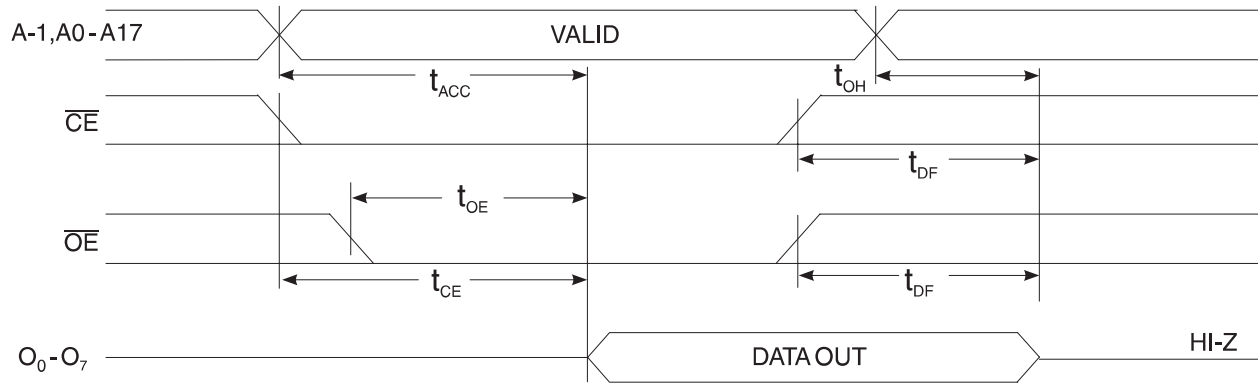 A-1,A0-A17
VALID
tACC
tOH
CE
tDF
tOE
OE
tCE
tDF
O0-O7
DATA OUT
HI-Z